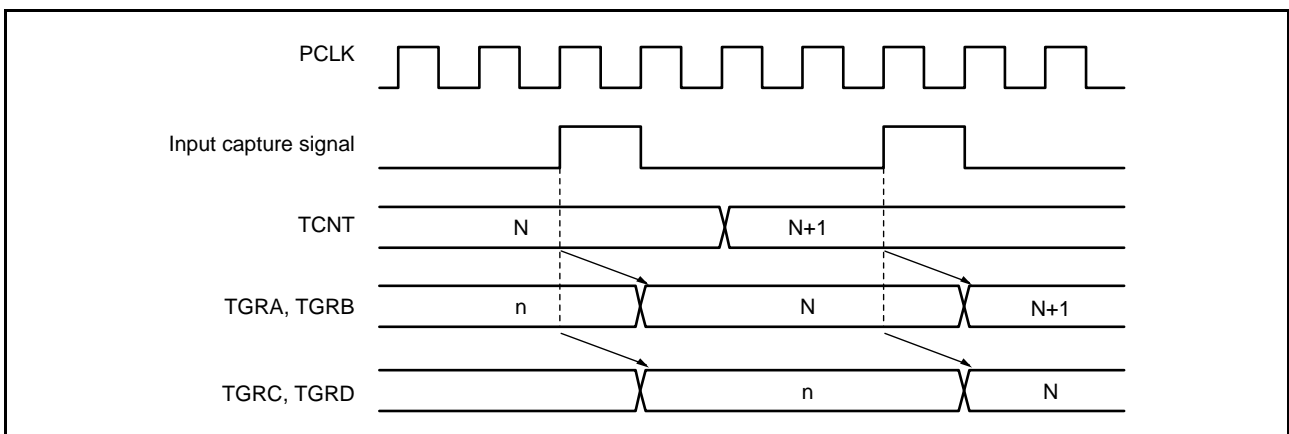 PCLK
Input capture signal
TCNT N N+1
TGRA, TGRB n N N+1
TGRC, TGRD n N